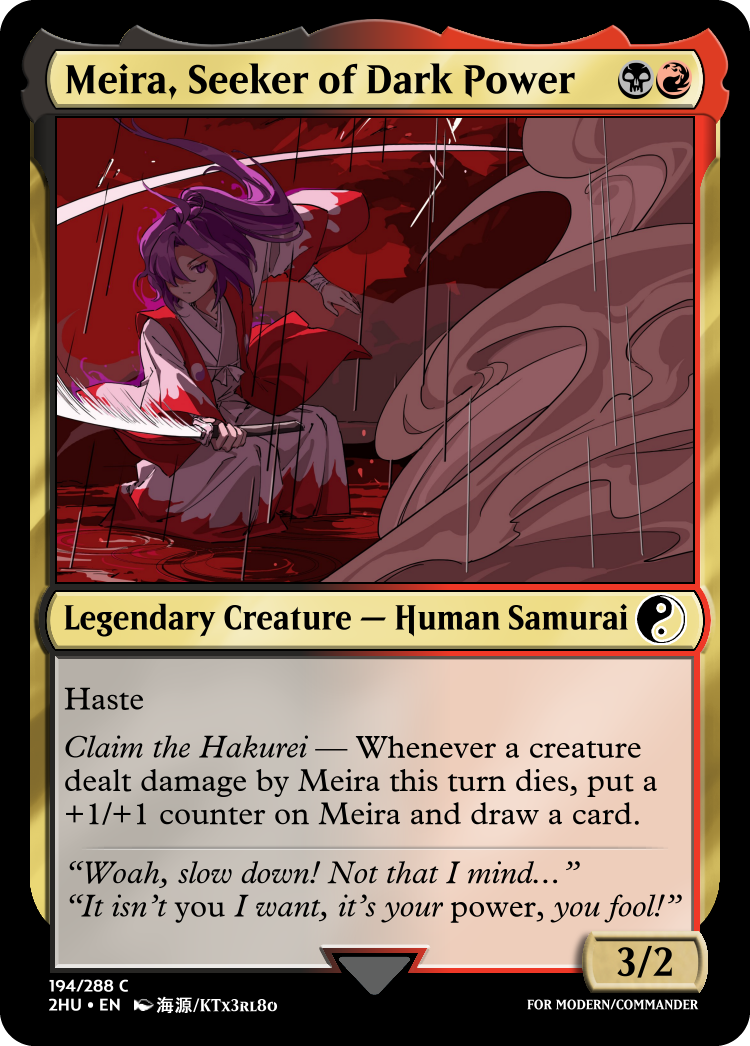 Meira, Seeker of Dark Power
Legendary Creature — Human Samurai
Haste
Claim the Hakurei — Whenever a creature
dealt damage by Meira this turn dies, put a
+1/+1 counter on Meira and draw a card.
“Woah, slow down! Not that I mind…”
“It isn’t you I want, it’s your power, you fool!”
3/2
194/288 C
2HU • EN 海源/KTX3RL80
FOR MODERN/COMMANDER